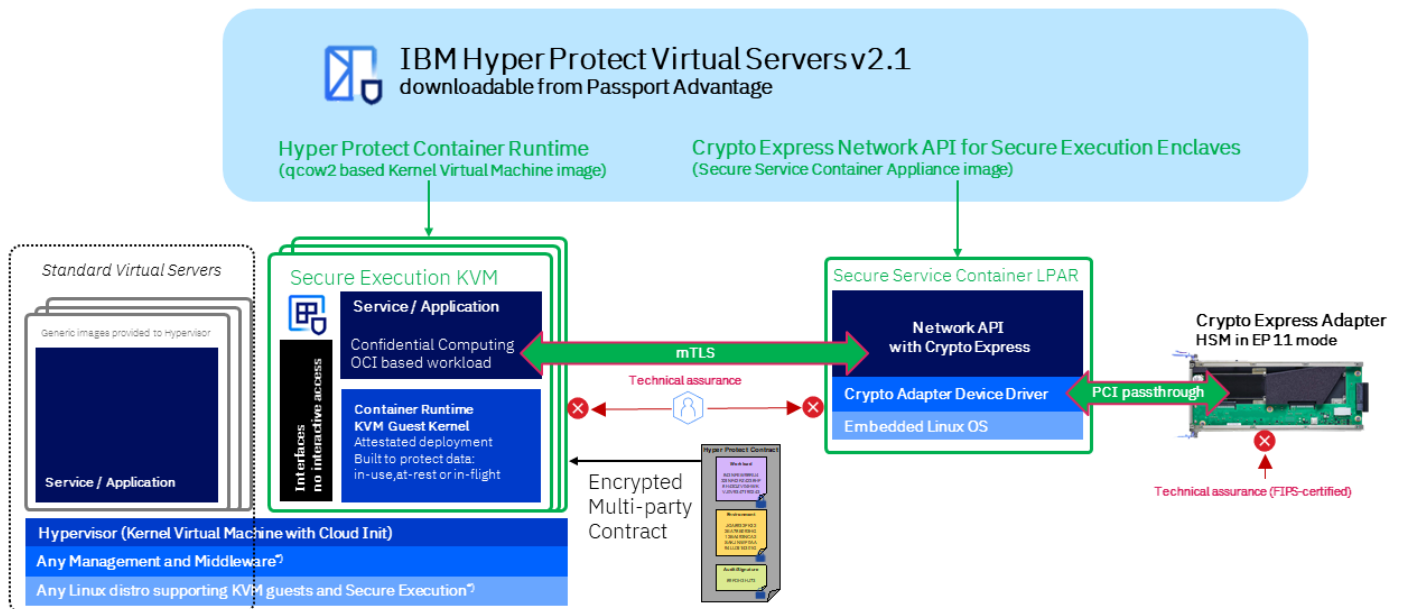 IBM Hyper Protect Virtual Servers v2.1
downloadable from Passport Advantage
Hyper Protect Container Runtime
(qcow2 based Kernel Virtual Machine image)
Crypto Express Network API for Secure Execution Enclaves
(Secure Service Container Appliance image)
Standard Virtual Servers
Generic images provided to Hypervisor
Service / Application
Secure Execution KVM
Service / Application
Confidential Computing
OCI based workload
Interfaces
no interactive access
Container Runtime
KVM Guest Kernel
Attestated deployment
Built to protect data:
in-use,at-rest or in-flight
mTLS
Technical assurance
Secure Service Container LPAR
Network API
with Crypto Express
Crypto Adapter Device Driver
Embedded Linux OS
PCI passthrough
Crypto Express Adapter
HSM in EP11 mode
Technical assurance (FIPS-certified)
Encrypted
Multi-party
Contract
Hyper Protect Contract
Workload
Environment
Audit Signature
Hypervisor (Kernel Virtual Machine with Cloud Init)
Any Management and Middleware*)
Any Linux distro supporting KVM guests and Secure Execution*)